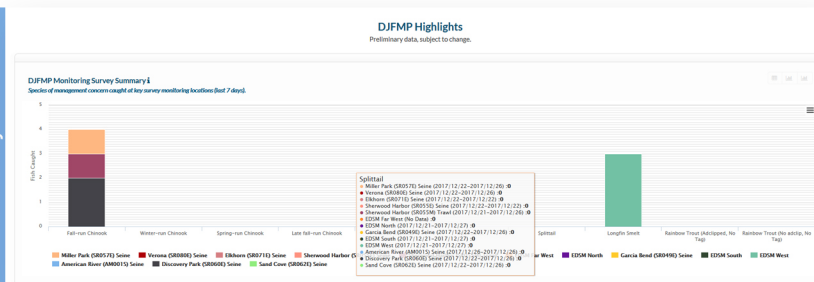 DJFMP Highlights
Preliminary data, subject to change.
DJFMP Monitoring Survey Summary i
Species of management concern caught at key survey monitoring locations (last 7 days).
5
4
3
2
1
0
Fish Caught
Fall-run Chinook
Winter-run Chinook
Spring-run Chinook
Late fall-run Chinook
Splittail
Longfin Smelt
Rainbow Trout (Adclipped, No Tag)
Rainbow Trout (No adclip, No Tag)
Splittail
Miller Park (SR057E) Seine (2017/12/22-2017/12/26) :0
Verona (SR080E) Seine (2017/12/22-2017/12/26) :0
Elkhorn (SR071E) Seine (2017/12/22-2017/12/22) :0
Sherwood Harbor (SR055E) Seine (2017/12/22-2017/12/22) :0
Sherwood Harbor (SR055M) Trawl (2017/12/21-2017/12/26) :0
EDSM Far West (No Data) :0
EDSM North (2017/12/21-2017/12/27) :0
Garcia Bend (SR049E) Seine (2017/12/22-2017/12/26) :0
EDSM South (2017/12/21-2017/12/27) :0
EDSM West (2017/12/21-2017/12/27) :0
American River (AM001S) Seine (2017/12/26-2017/12/26) :0
Discovery Park (SR060E) Seine (2017/12/22-2017/12/26) :0
Sand Cove (SR062E) Seine (2017/12/22-2017/12/26) :0
Miller Park (SR057E) Seine
Verona (SR080E) Seine
Elkhorn (SR071E) Seine
Sherwood Harbor
ar West
EDSM North
Garcia Bend (SR049E) Seine
EDSM South
EDSM West
American River (AM001S) Seine
Discovery Park (SR060E) Seine
Sand Cove (SR062E) Seine